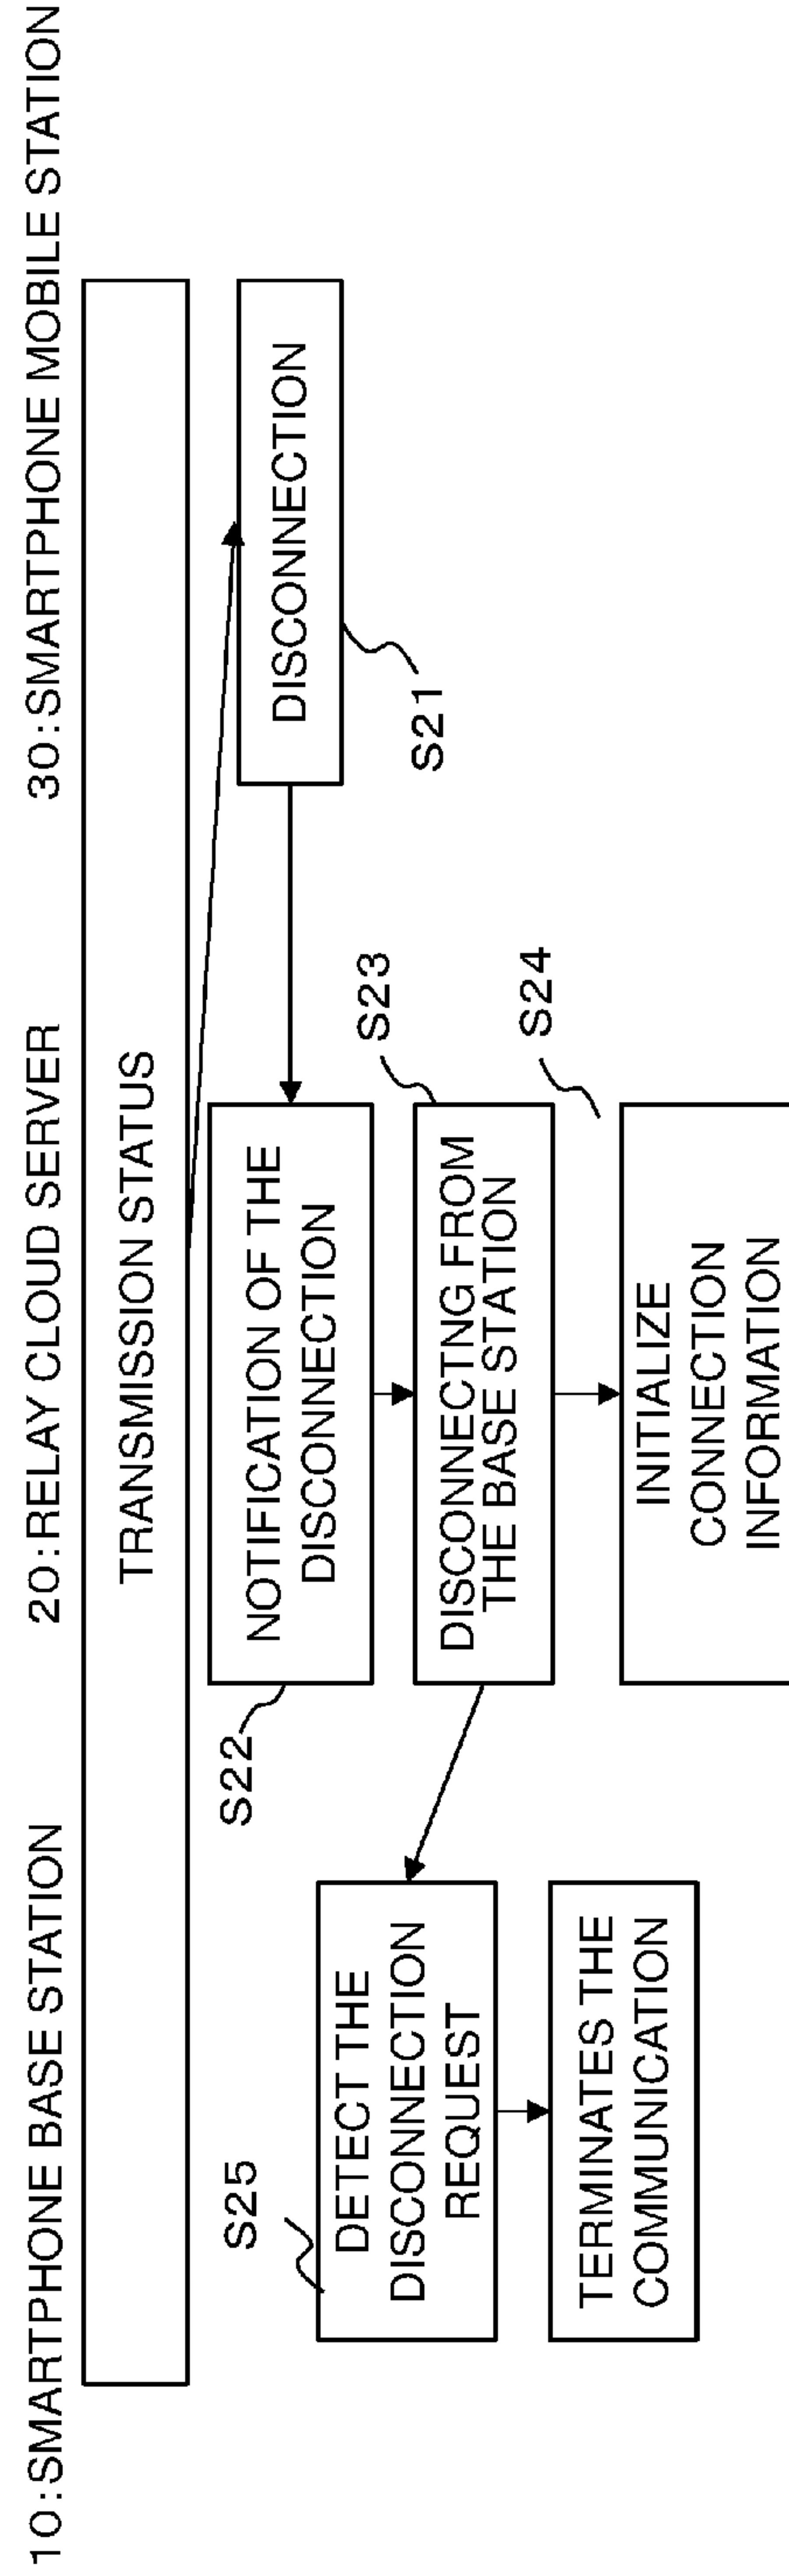 10:SMARTPHONE BASE STATION
20:RELAY CLOUD SERVER
30:SMARTPHONE MOBILE STATION
TRANSMISSION STATUS
DISCONNECTION
S21
S22
NOTIFICATION OF THE
DISCONNECTION
S23
DISCONNECTNG FROM
THE BASE STATION
S24
INITIALIZE
CONNECTION
INFORMATION
S25
DETECT THE
DISCONNECTION
REQUEST
TERMINATES THE
COMMUNICATION